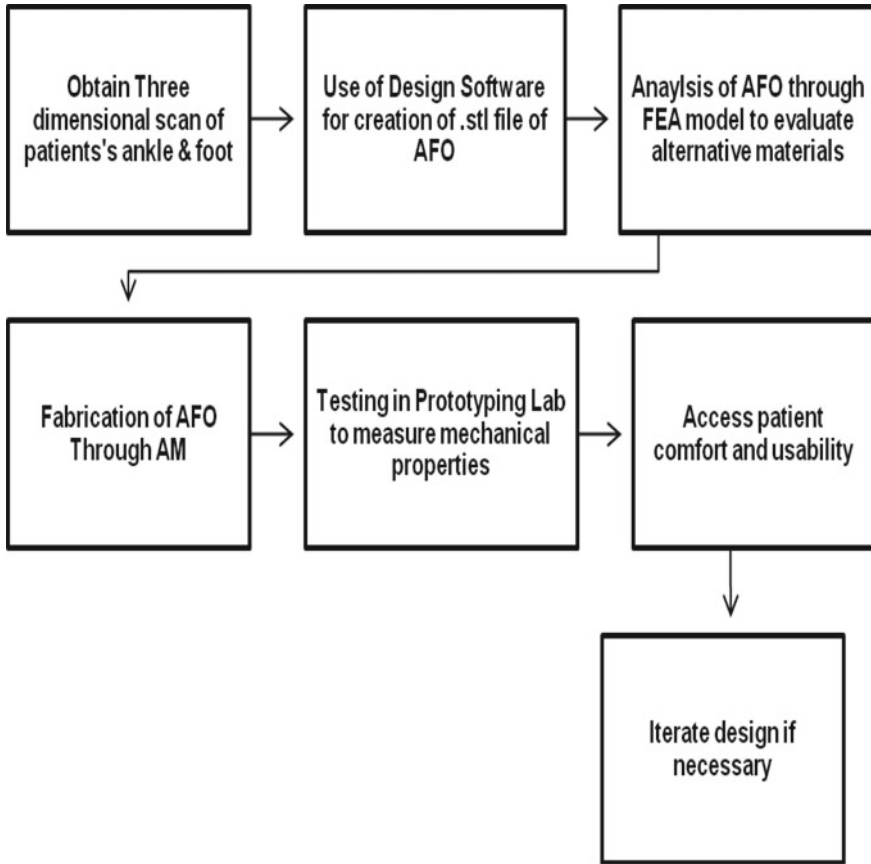 Obtain Three
dimensional scan of
patients's ankle & foot
Use of Design Software
for creation of .stl file of
AFO
Anaylsis of AFO through
FEA model to evaluate
alternative materials
Fabrication of AFO
Through AM
Testing in Prototyping Lab
to measure mechanical
properties
Access patient
comfort and usability
Iterate design if
necessary